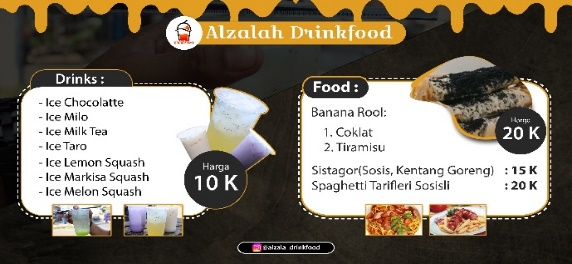 Alzalah Drinkfood
Drinks :
- Ice Chocolatte
- Ice Milo
- Ice Milk Tea
- Ice Taro
- Ice Lemon Squash
- Ice Markisa Squash
- Ice Melon Squash
Harga
10 K
Food :
Banana Rool:
1. Coklat
2. Tiramisu
Harga
20 K
Sistagor(Sosis, Kentang Goreng) : 15 K
Spaghetti Tarifleri Sosisli : 20 K
@alzala_drinkfood